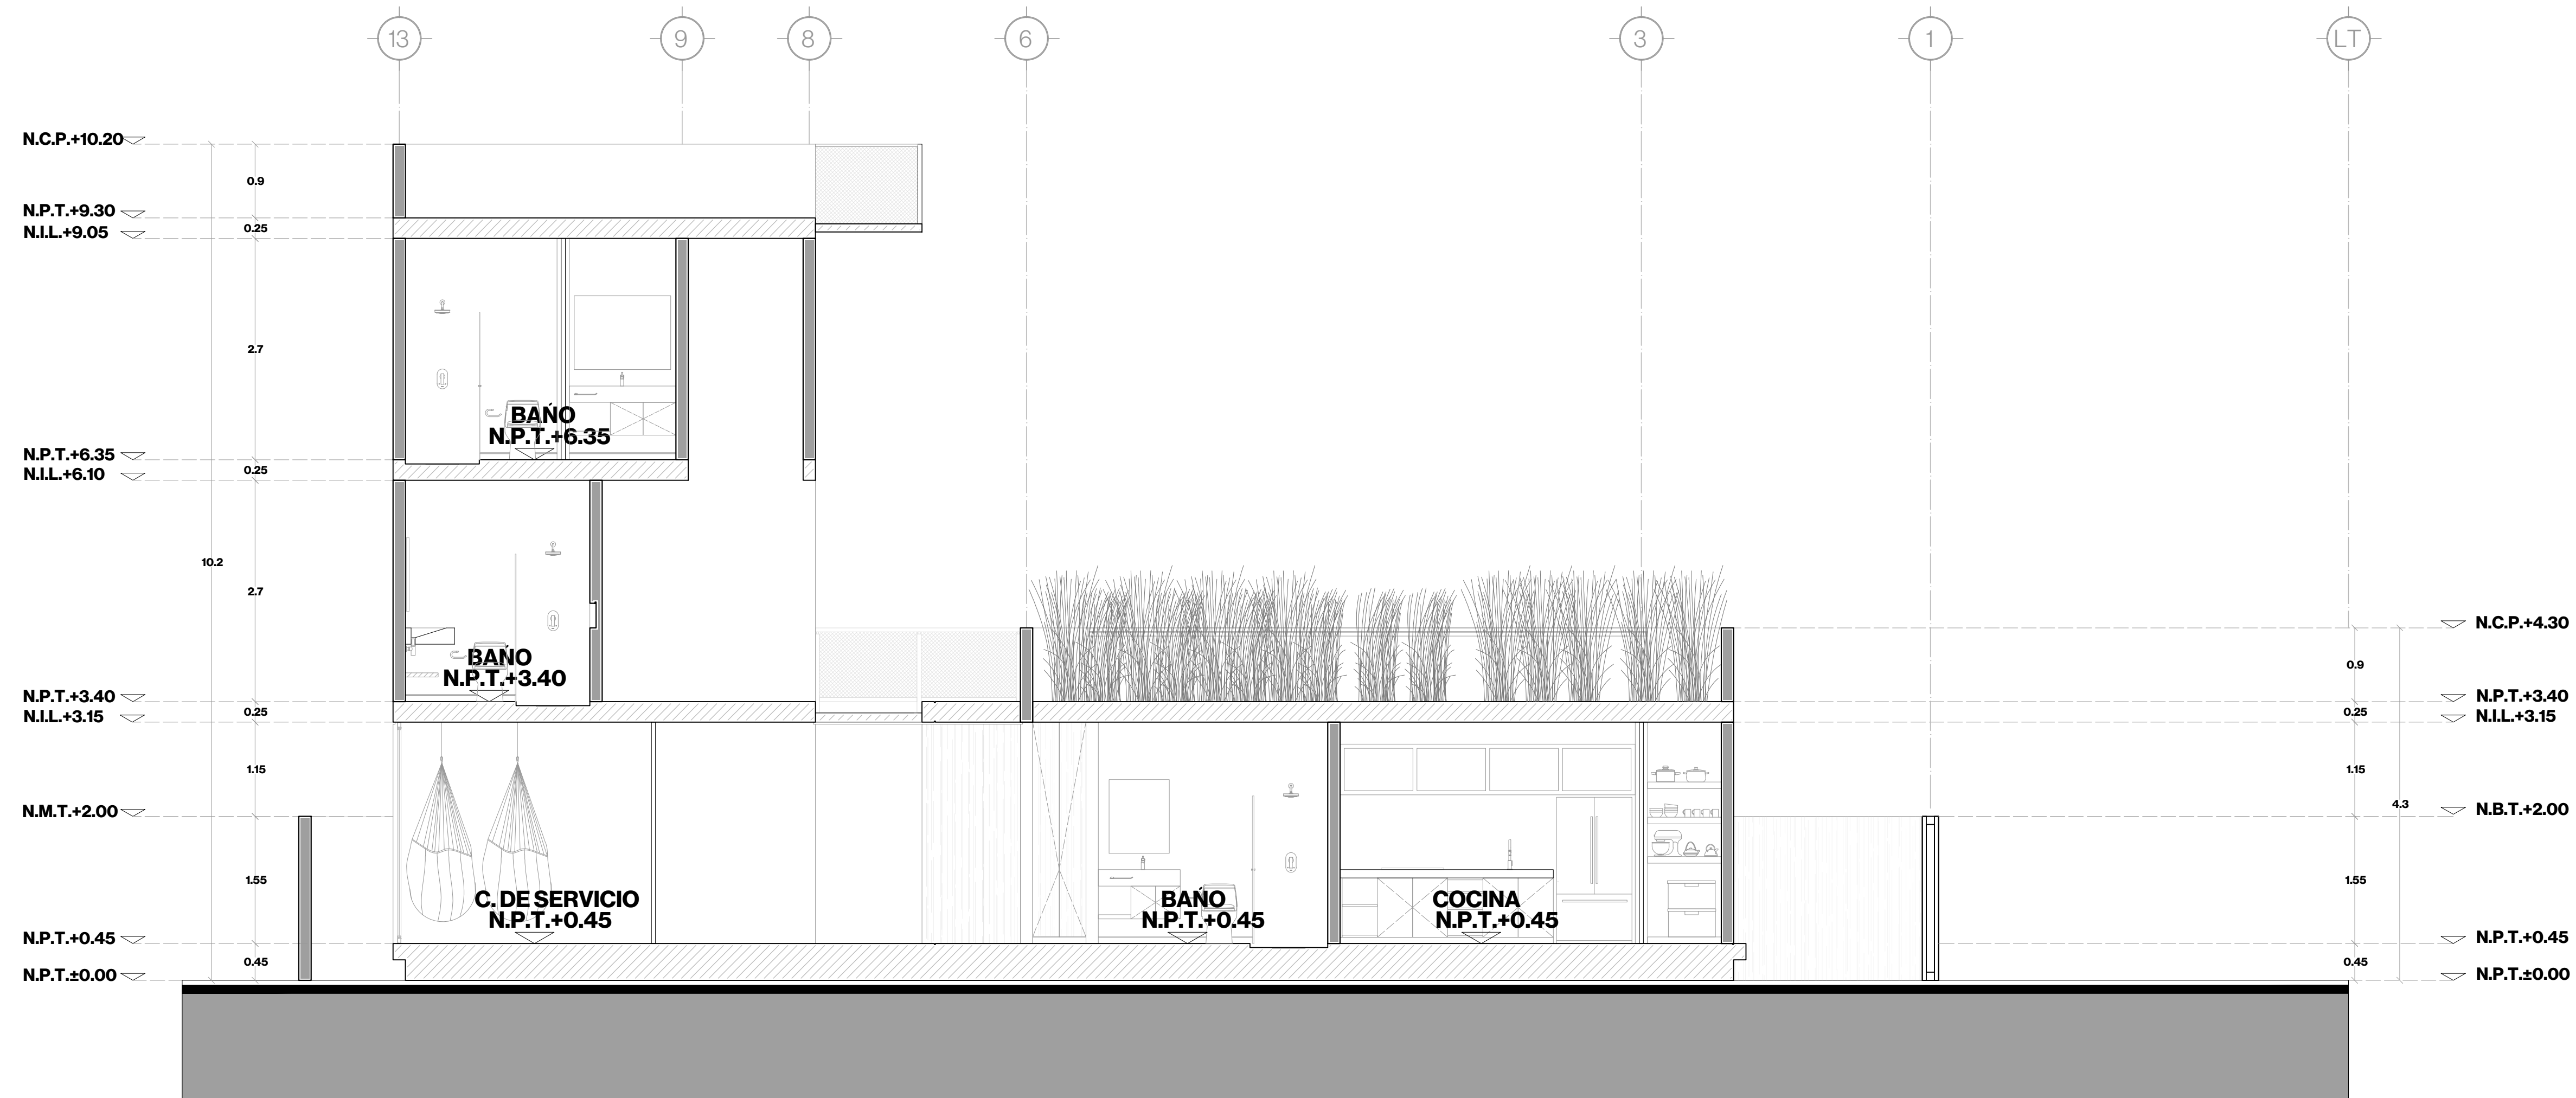 13
9
8
6
3
1
LT
N.C.P.+10.20
0.9
N.P.T.+9.30
0.25
N.I.L.+9.05
2.7
BAÑO
N.P.T.+6.35
N.P.T.+6.35
0.25
N.I.L.+6.10
10.2
2.7
BAÑO
N.P.T.+3.40
N.P.T.+3.40
0.25
N.I.L.+3.15
1.15
N.M.T.+2.00
1.55
C. DE SERVICIO
N.P.T.+0.45
BAÑO
N.P.T.+0.45
COCINA
N.P.T.+0.45
N.P.T.+0.45
0.45
N.P.T.±0.00
N.C.P.+4.30
0.9
N.P.T.+3.40
0.25
N.I.L.+3.15
1.15
4.3
N.B.T.+2.00
1.55
N.P.T.+0.45
0.45
N.P.T.±0.00